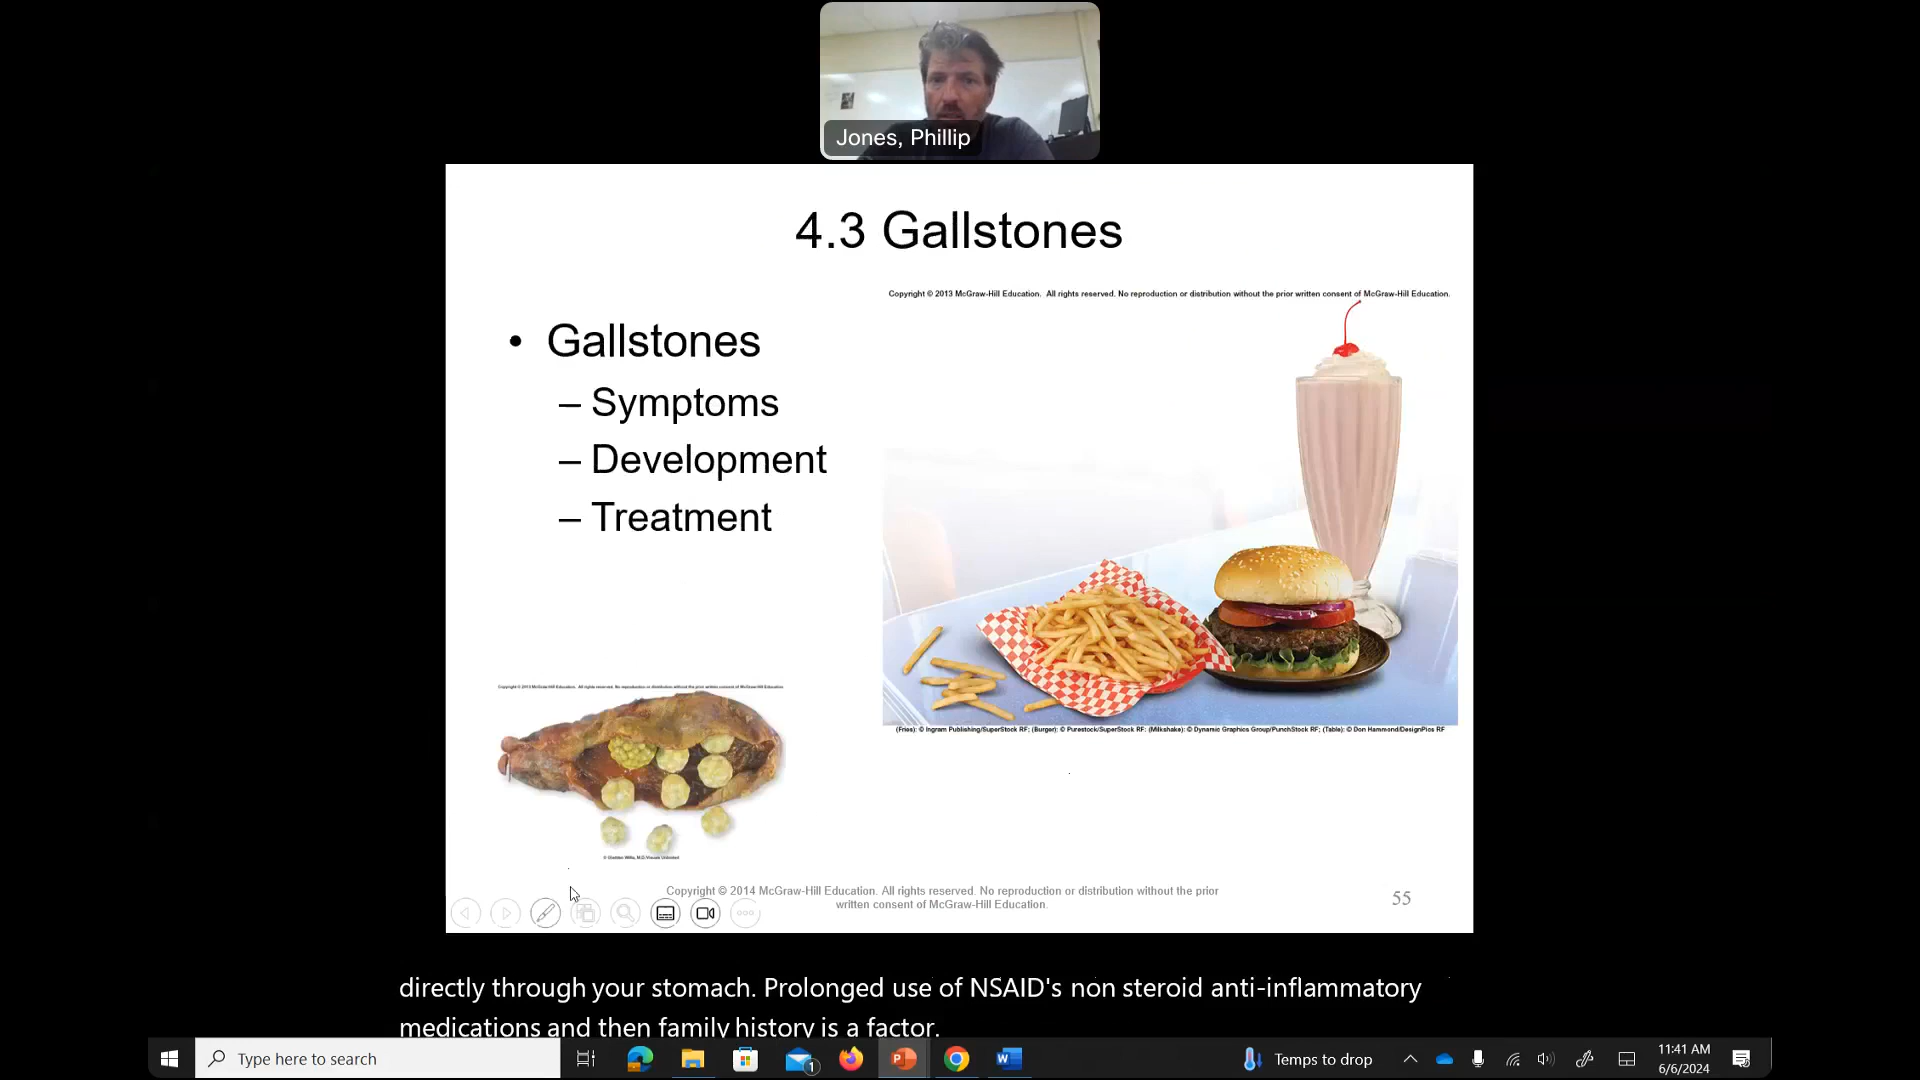 Jones, Phillip
4.3 Gallstones
Copyright © 2013 McGraw-Hill Education. All rights reserved. No reproduction or distribution without the prior written consent of McGraw-Hill Education.
• Gallstones
– Symptoms
– Development
– Treatment
Copyright © 2013 McGraw-Hill Education. All rights reserved. No reproduction or distribution without the prior written consent of McGraw-Hill Education.
(Fries): © Ingram Publishing/SuperStock RF; (Burger): © Purestock/SuperStock RF: (Milkshake): © Dynamic Graphics Group/PunchStock RF; (Table): © Don Hammond/DesignPics RF
Copyright © 2014 McGraw-Hill Education. All rights reserved. No reproduction or distribution without the prior
written consent of McGraw-Hill Education.
55
directly through your stomach. Prolonged use of NSAID's non steroid anti-inflammatory
medications and then family history is a factor.
Type here to search
1
Temps to drop
11:41 AM
6/6/2024